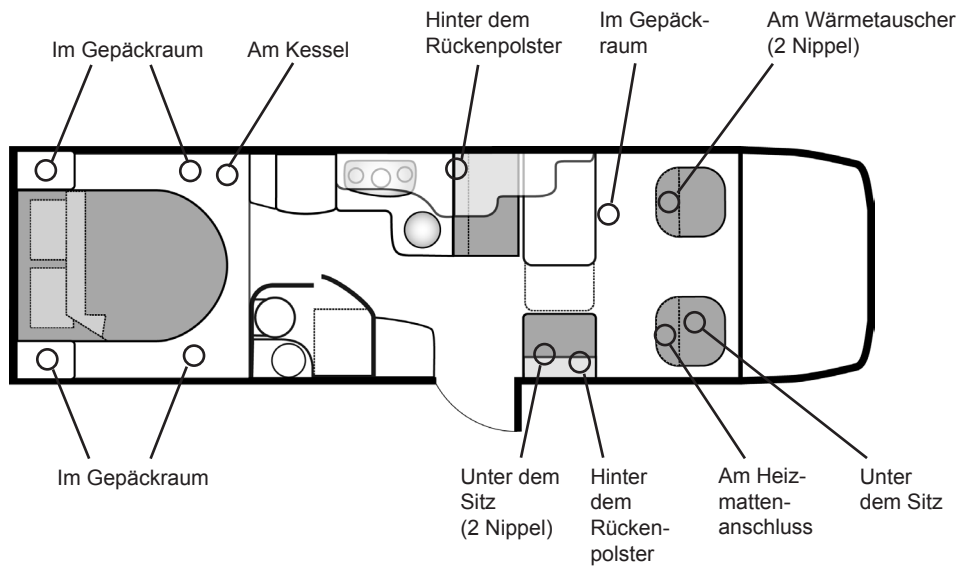 Im Gepäckraum
Am Kessel
Hinter dem
Rückenpolster
Im Gepäck-
raum
Am Wärmetauscher
(2 Nippel)
Im Gepäckraum
Unter dem
Sitz
(2 Nippel)
Hinter
dem
Rücken-
polster
Am Heiz-
matten-
anschluss
Unter
dem Sitz